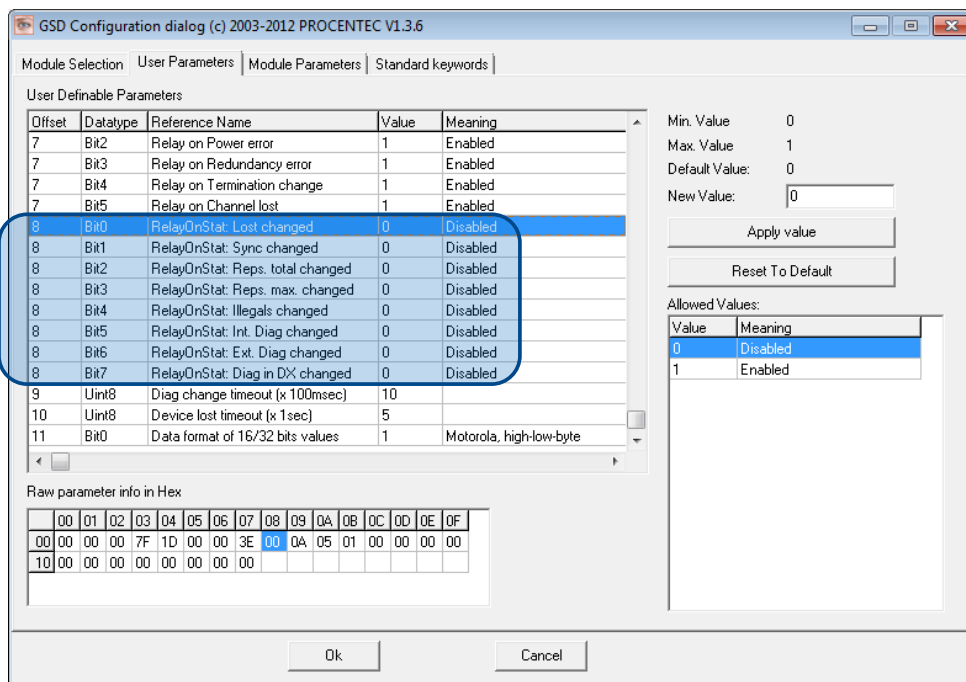 GSD Configuration dialog (c) 2003-2012 PROCENTEC V1.3.6
Module Selection User Parameters Module Parameters Standard keywords
User Definable Parameters
Offset Datatype Reference Name Value Meaning
7 Bit2 Relay on Power error 1 Enabled
7 Bit3 Relay on Redundancy error 1 Enabled
7 Bit4 Relay on Termination change 1 Enabled
7 Bit5 Relay on Channel lost 1 Enabled
8 Bit0 RelayOnStat: Lost changed 0 Disabled
8 Bit1 RelayOnStat: Sync changed 0 Disabled
8 Bit2 RelayOnStat: Reps. total changed 0 Disabled
8 Bit3 RelayOnStat: Reps. max. changed 0 Disabled
8 Bit4 RelayOnStat: Illegals changed 0 Disabled
8 Bit5 RelayOnStat: Int. Diag changed 0 Disabled
8 Bit6 RelayOnStat: Ext. Diag changed 0 Disabled
8 Bit7 RelayOnStat: Diag in DX changed 0 Disabled
9 Uint8 Diag change timeout (x 100msec) 10
10 Uint8 Device lost timeout (x 1sec) 5
11 Bit0 Data format of 16/32 bits values 1 Motorola, high-low-byte
Min. Value 0
Max. Value 1
Default Value: 0
New Value: 0
Apply value
Reset To Default
Allowed Values:
Value Meaning
0 Disabled
1 Enabled
Raw parameter info in Hex
00 01 02 03 04 05 06 07 08 09 0A 0B 0C 0D 0E 0F
00 00 00 00 7F 1D 00 00 3E 00 0A 05 01 00 00 00 00
10 00 00 00 00 00 00 00 00
Ok Cancel